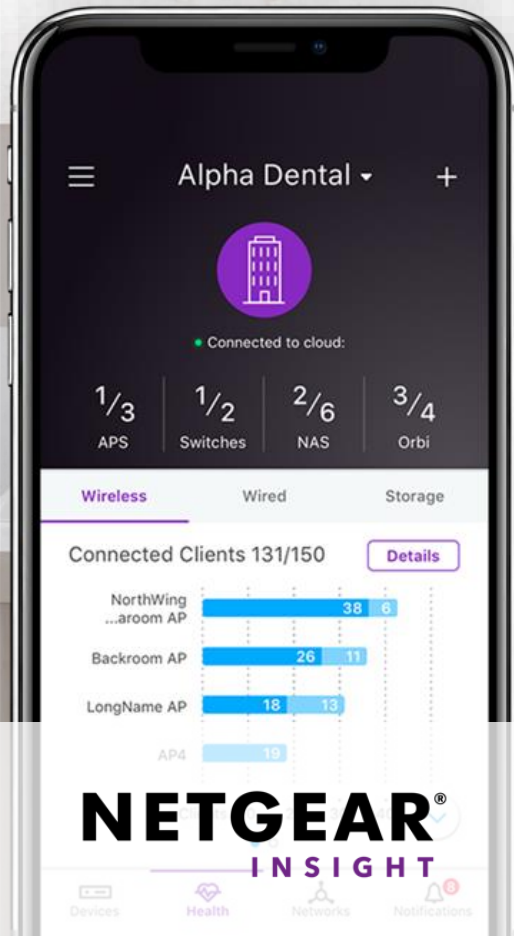 Alpha Dental
+
Connected to cloud:
1/3 1/2 2/6 3/4
APS Switches NAS Orbi
Wireless Wired Storage
Connected Clients 131/150 Details
NorthWing
...aroom AP 38 6
Backroom AP 26 11
LongName AP 18 13
AP4 19
NETGEAR®
INSIGHT
Devices Health Networks Notifications 8